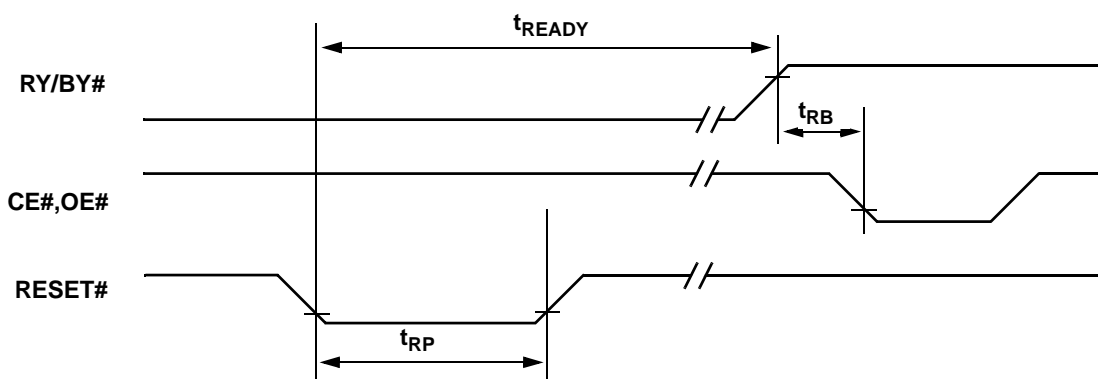 tREADY
RY/BY#
tRB
CE#,OE#
RESET#
tRP